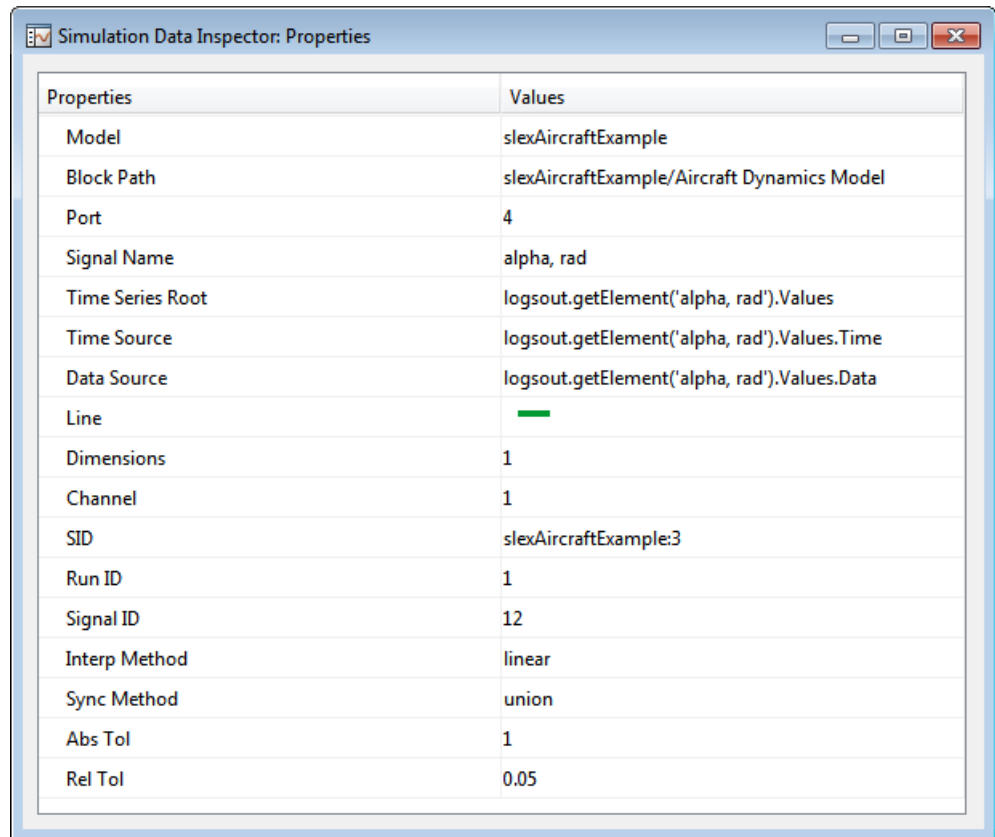 Simulation Data Inspector: Properties
Properties Values
Model slexAircraftExample
Block Path slexAircraftExample/Aircraft Dynamics Model
Port 4
Signal Name alpha, rad
Time Series Root logsout.getElement('alpha, rad').Values
Time Source logsout.getElement('alpha, rad').Values.Time
Data Source logsout.getElement('alpha, rad').Values.Data
Line
Dimensions 1
Channel 1
SID slexAircraftExample:3
Run ID 1
Signal ID 12
Interp Method linear
Sync Method union
Abs Tol 1
Rel Tol 0.05